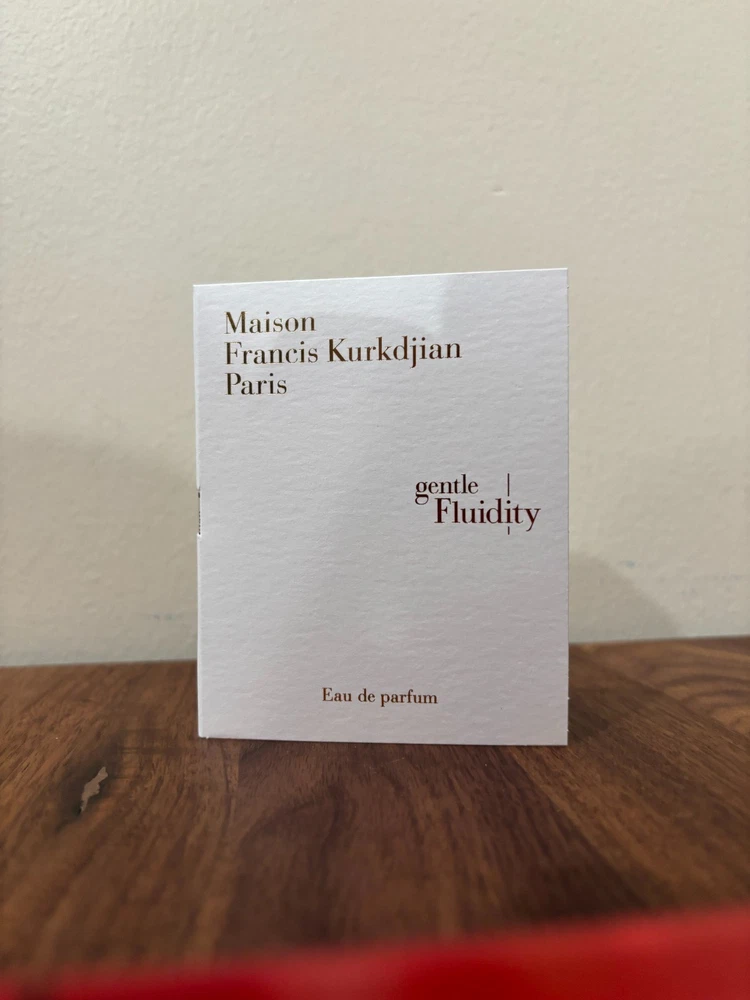 Maison
Francis Kurkdjian
Paris
gentle
Fluidity
Eau de parfum